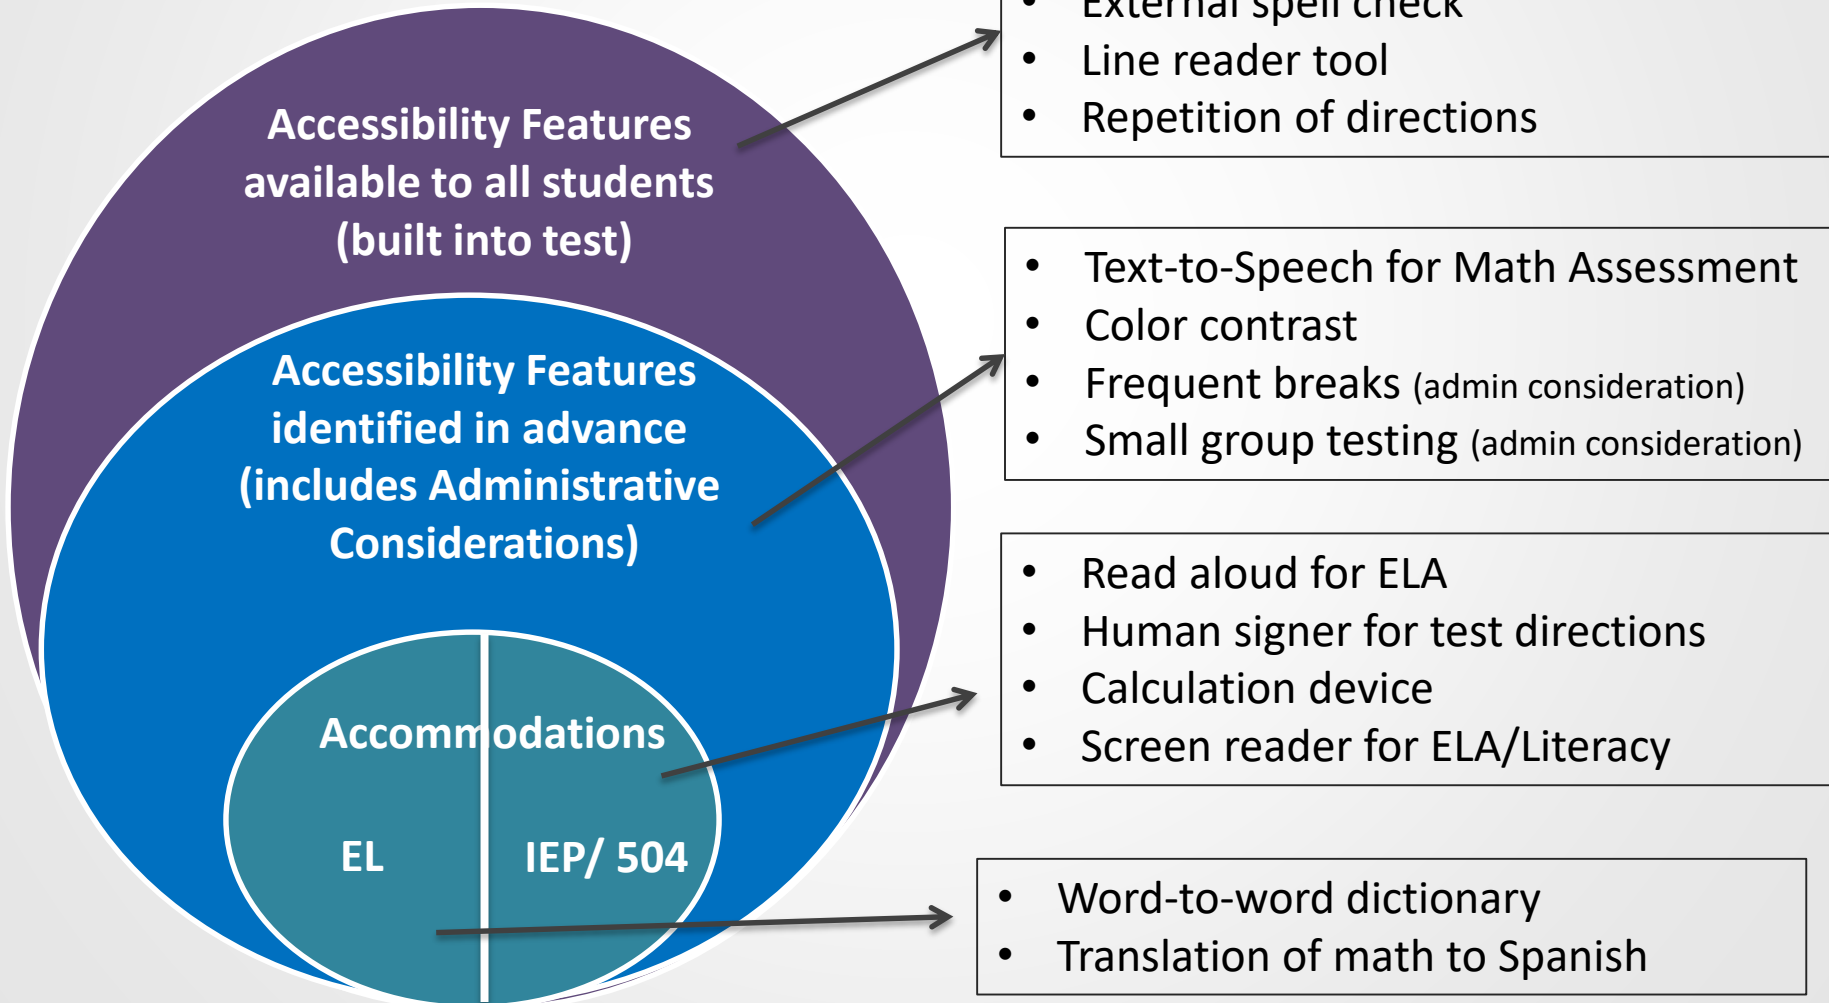 Accessibility Features
available to all students
(built into test)
Accessibility Features
identified in advance
(includes Administrative
Considerations)
Accommodations
EL
IEP/ 504
• External spell check
• Line reader tool
• Repetition of directions
• Text-to-Speech for Math Assessment
• Color contrast
• Frequent breaks (admin consideration)
• Small group testing (admin consideration)
• Read aloud for ELA
• Human signer for test directions
• Calculation device
• Screen reader for ELA/Literacy
• Word-to-word dictionary
• Translation of math to Spanish